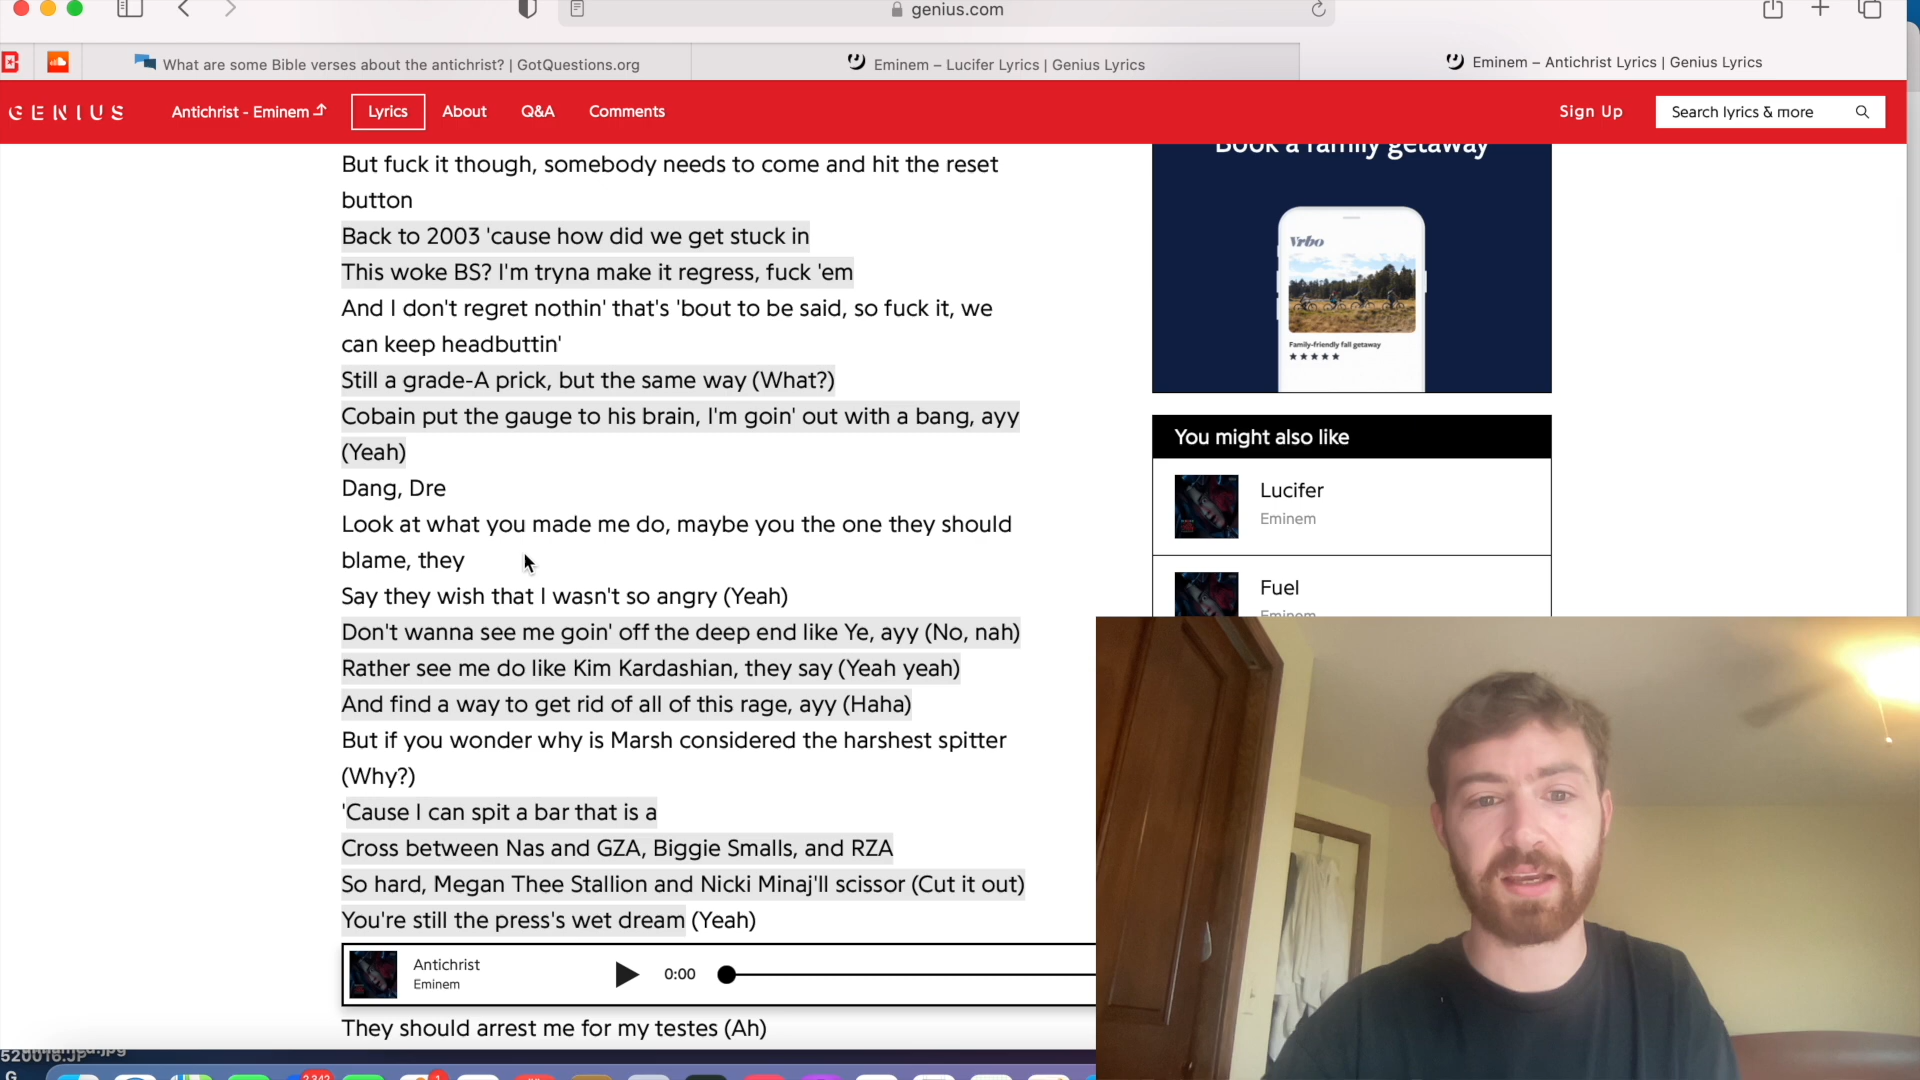 genius.com
What are some Bible verses about the antichrist? | GotQuestions.org
Eminem – Lucifer Lyrics | Genius Lyrics
Eminem – Antichrist Lyrics | Genius Lyrics
GENIUS
Antichrist - Eminem
Lyrics
About
Q&A
Comments
Sign Up
Search lyrics & more
But fuck it though, somebody needs to come and hit the reset
button
Back to 2003 'cause how did we get stuck in
This woke BS? I'm tryna make it regress, fuck 'em
And I don't regret nothin' that's 'bout to be said, so fuck it, we
can keep headbuttin'
Still a grade-A prick, but the same way (What?)
Cobain put the gauge to his brain, I'm goin' out with a bang, ayy
(Yeah)
Dang, Dre
Look at what you made me do, maybe you the one they should
blame, they
Say they wish that I wasn't so angry (Yeah)
Don't wanna see me goin' off the deep end like Ye, ayy (No, nah)
Rather see me do like Kim Kardashian, they say (Yeah yeah)
And find a way to get rid of all of this rage, ayy (Haha)
But if you wonder why is Marsh considered the harshest spitter
(Why?)
'Cause I can spit a bar that is a
Cross between Nas and GZA, Biggie Smalls, and RZA
So hard, Megan Thee Stallion and Nicki Minaj'll scissor (Cut it out)
You're still the press's wet dream (Yeah)
Antichrist
Eminem
0:00
They should arrest me for my testes (Ah)
Book a family getaway
Vrbo
Family-friendly fall getaway
You might also like
Lucifer
Eminem
Fuel
Eminem
520016.JP
G
2,342
1